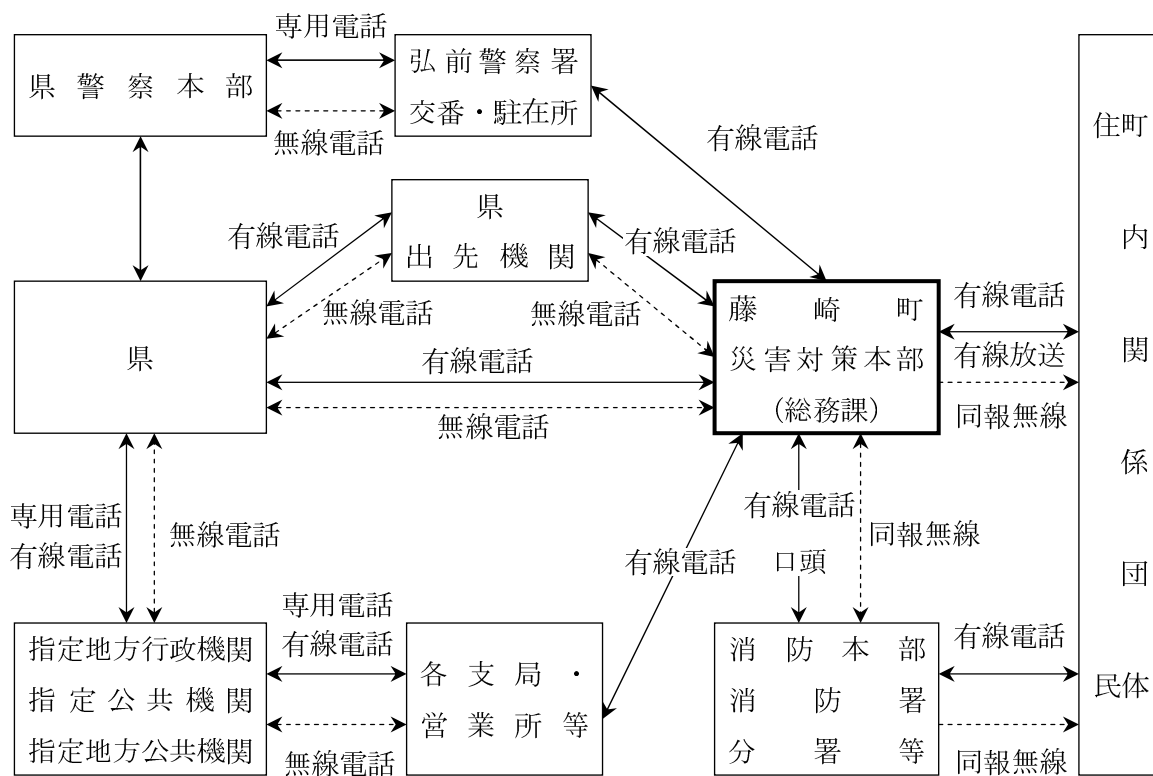 専用電話
県警察本部
弘前警察署
交番・駐在所
無線電話
有線電話
県
出先機関
有線電話
有線電話
無線電話
無線電話
県
有線電話
無線電話
藤崎町
災害対策本部
(総務課)
有線電話
有線放送
同報無線
住民
町内関係団体
専用電話
有線電話
無線電話
有線電話
口頭
同報無線
有線電話
専用電話
有線電話
無線電話
指定地方行政機関
指定公共機関
指定地方公共機関
各支局・
営業所等
消防本部
消防署
分署等
有線電話
同報無線